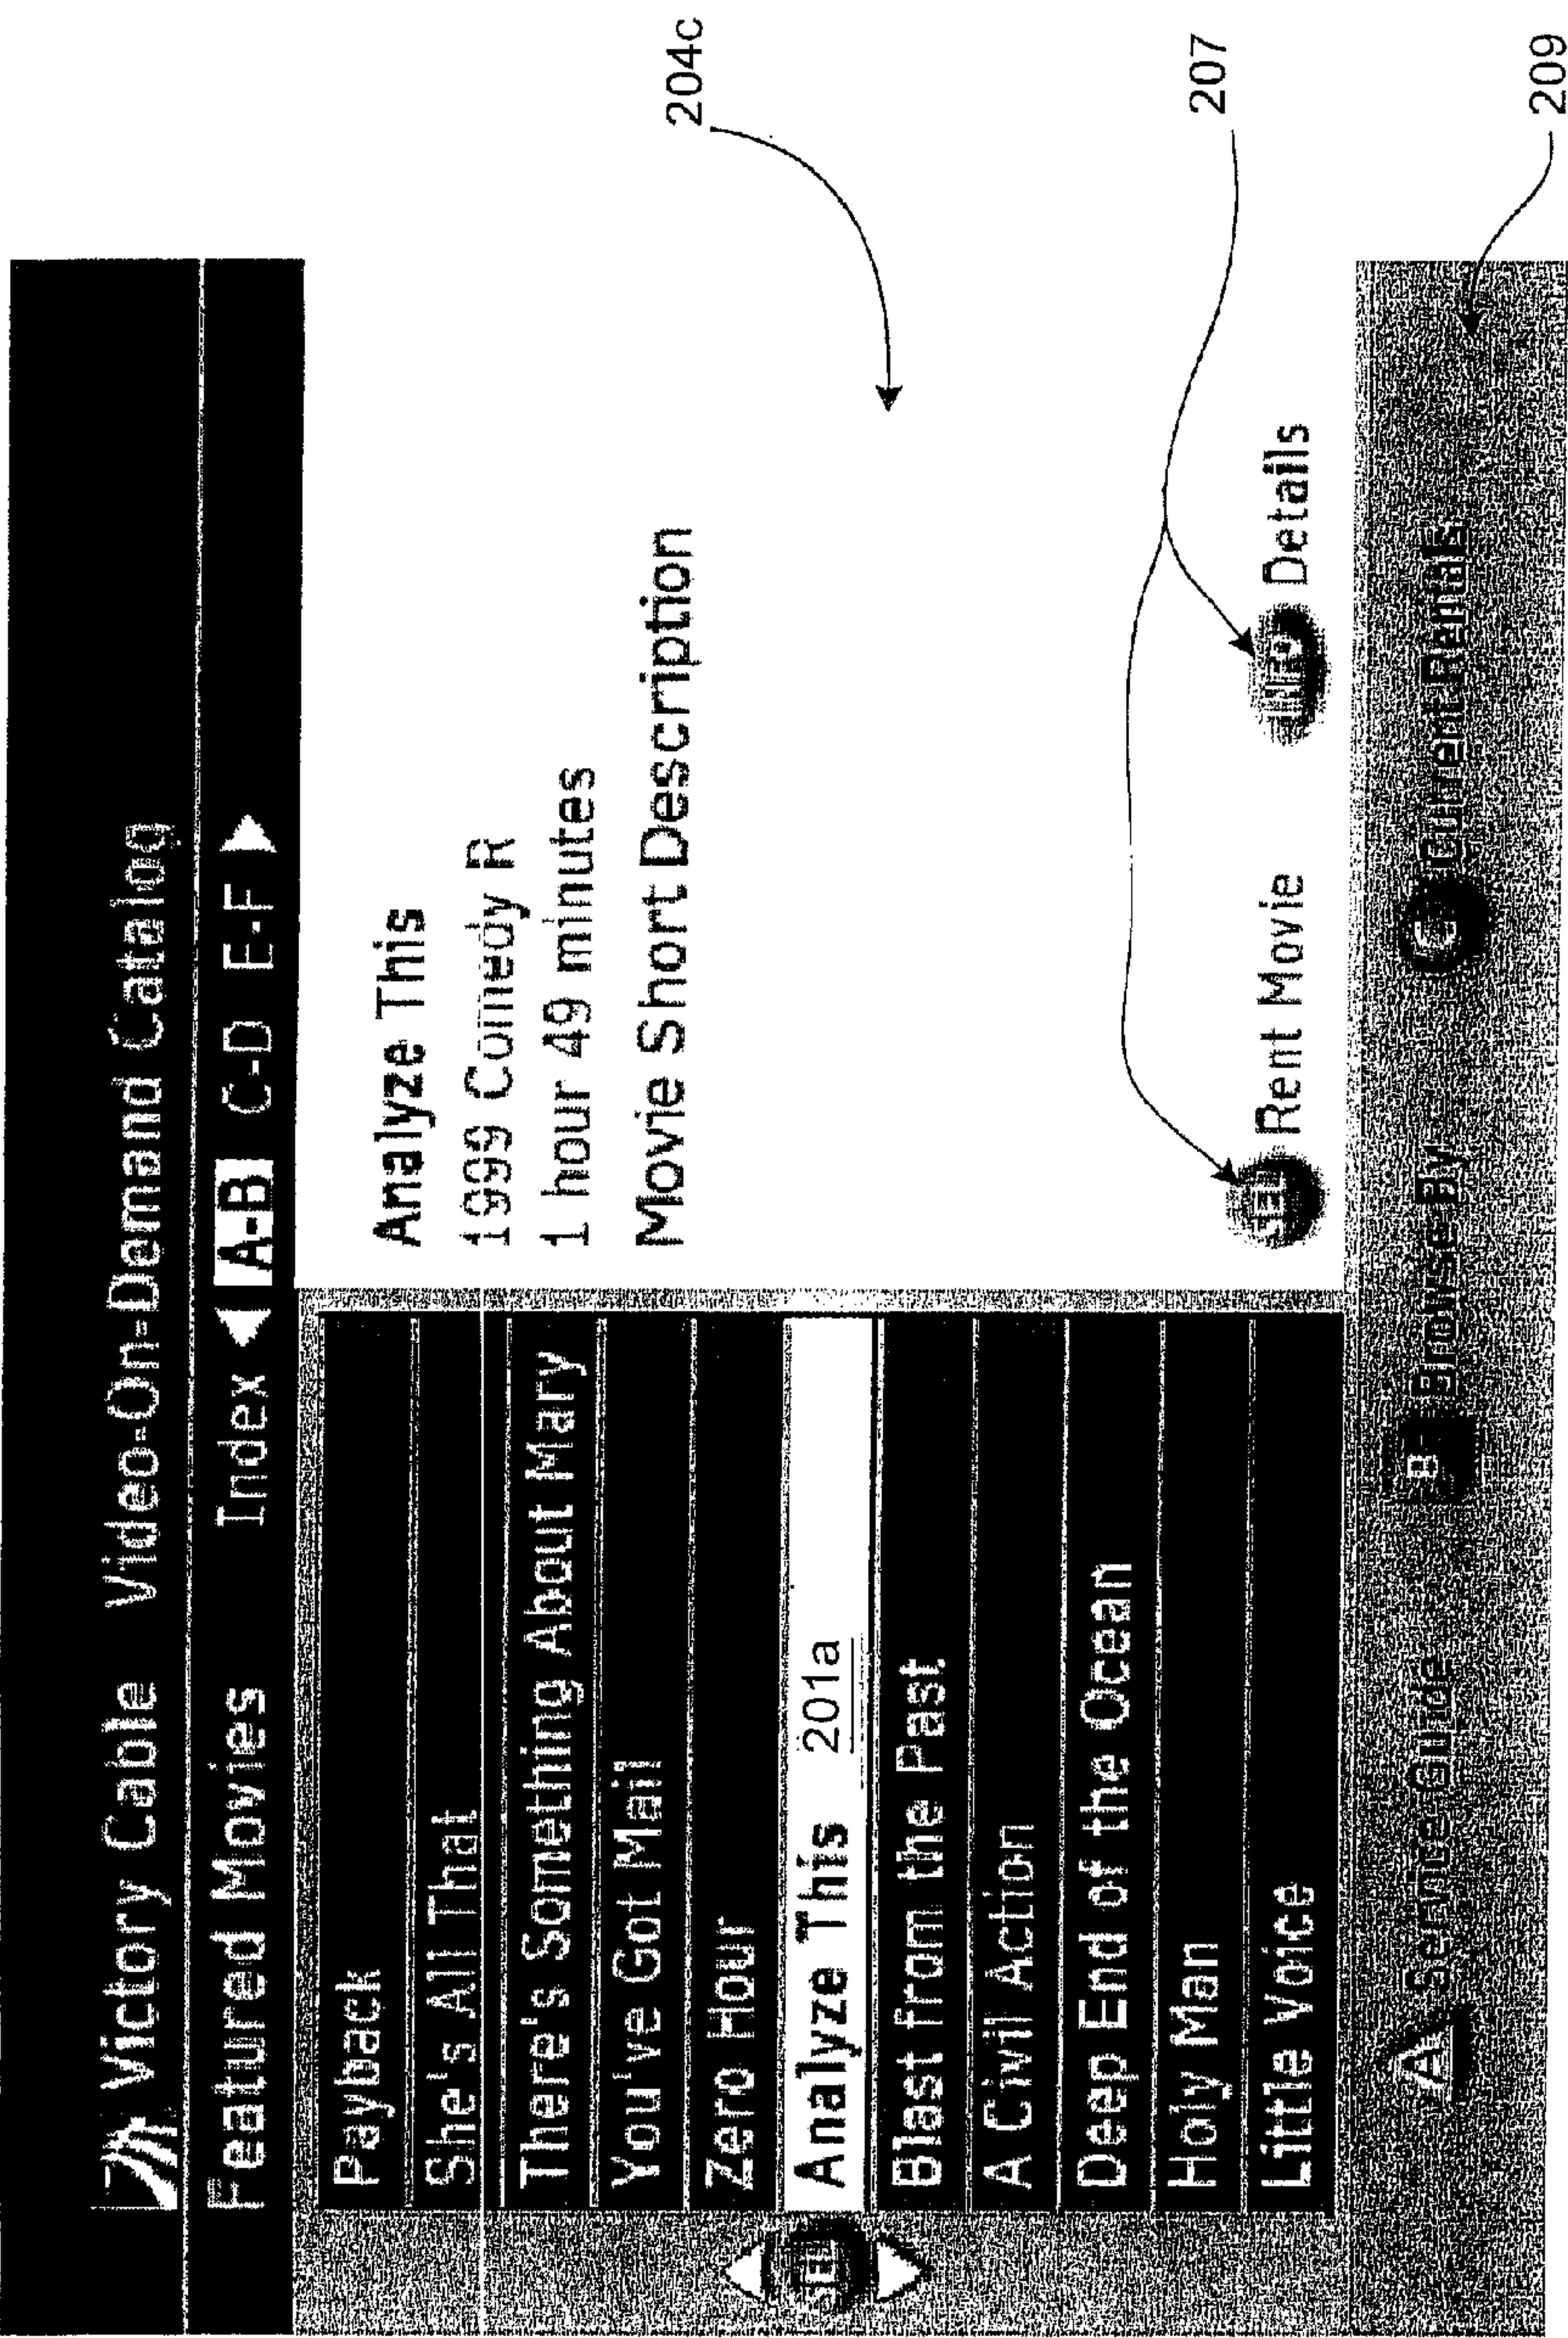 Victory Cable Video-On-Demand Catalog
Featured Movies Index A-B C-D E-F
Payback
She's All That
There's Something About Mary
You've Got Mail
Zero Hour
Analyze This 201a
Blast from the Past
A Civil Action
Deep End of the Ocean
Holy Man
Little Voice
SEL
Analyze This
1999 Comedy R
1 hour 49 minutes
Movie Short Description
204c
SEL Rent Movie INFO Details
207
A Service Guide B Browse By C Current Rentals
209